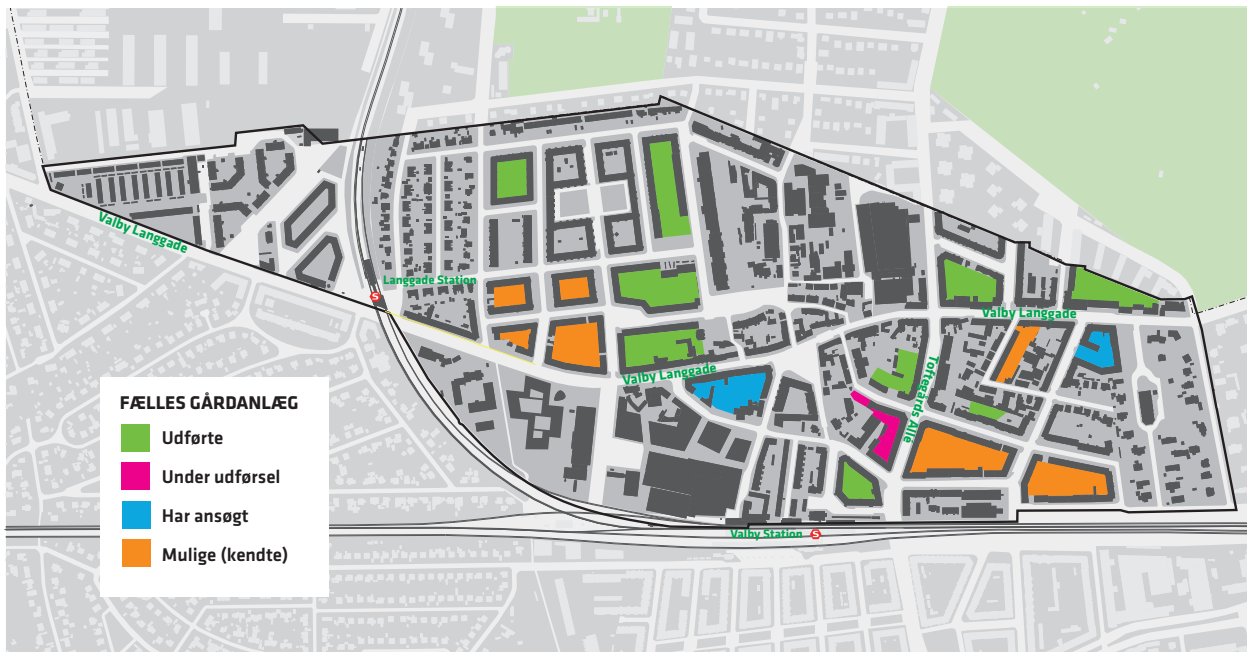 Valby Langgade
Langgade Station
S
Valby Langgade
Valby Langgade
Toftegårds Allé
FÆLLES GÅRDANLÆG
Udførte
Under udførsel
Har ansøgt
Mulige (kendte)
Valby Station
S